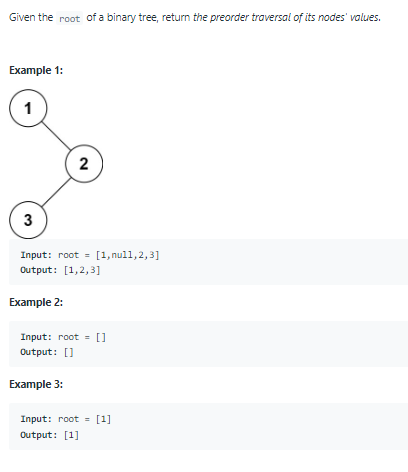 Given the root of a binary tree, return the preorder traversal of its nodes' values.
Example 1:
1
2
3
Input: root = [1,null,2,3]
Output: [1,2,3]
Example 2:
Input: root = []
Output: []
Example 3:
Input: root = [1]
Output: [1]